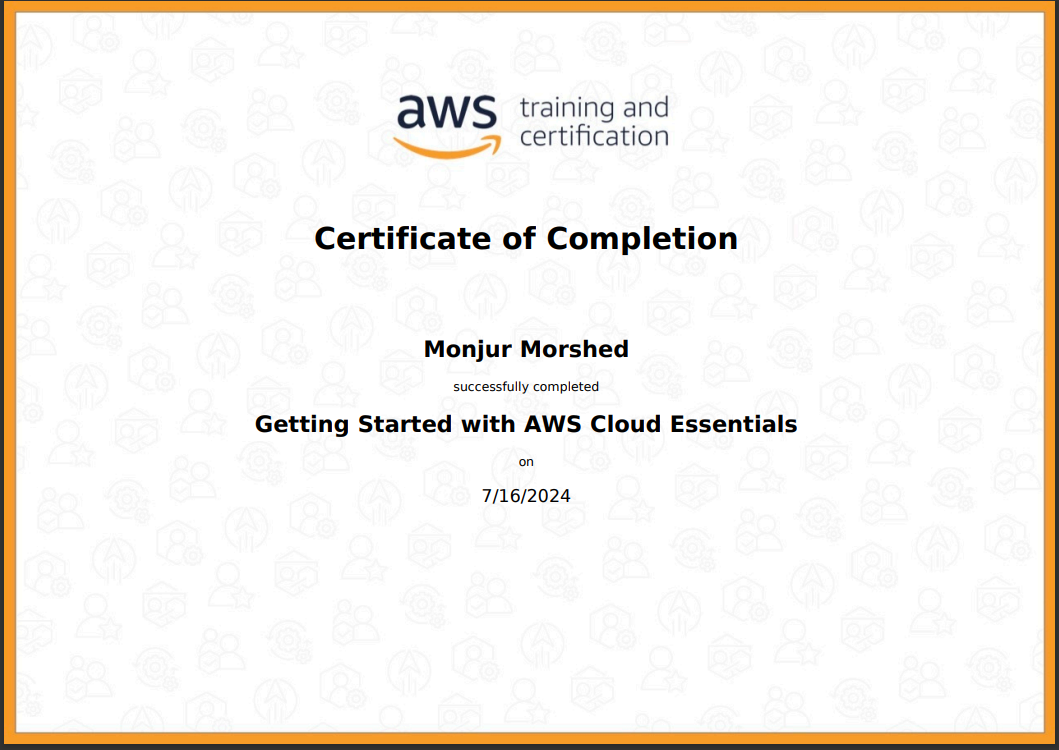 aws training and
certification
Certificate of Completion
Monjur Morshed
successfully completed
Getting Started with AWS Cloud Essentials
on
7/16/2024